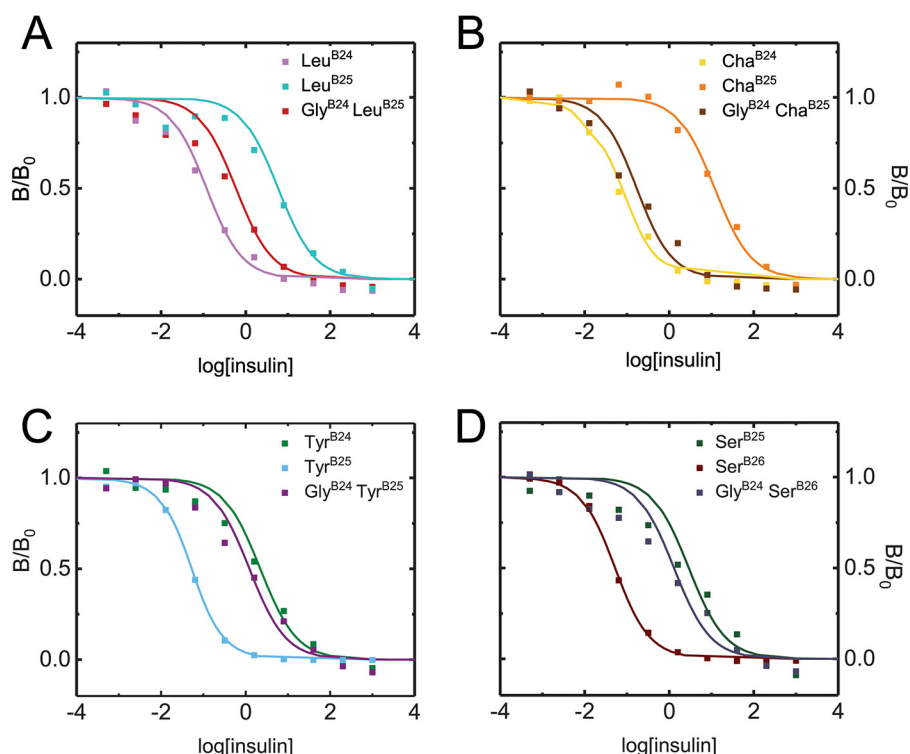 A
Leu^B24
Leu^B25
Gly^B24 Leu^B25
1.0
0.5
0.0
B/B₀
-4 -2 0 2 4
log[insulin]
B
Cha^B24
Cha^B25
Gly^B24 Cha^B25
1.0
0.5
0.0
B/B₀
-4 -2 0 2 4
log[insulin]
C
Tyr^B24
Tyr^B25
Gly^B24 Tyr^B25
1.0
0.5
0.0
B/B₀
-4 -2 0 2 4
log[insulin]
D
Ser^B25
Ser^B26
Gly^B24 Ser^B26
1.0
0.5
0.0
B/B₀
-4 -2 0 2 4
log[insulin]